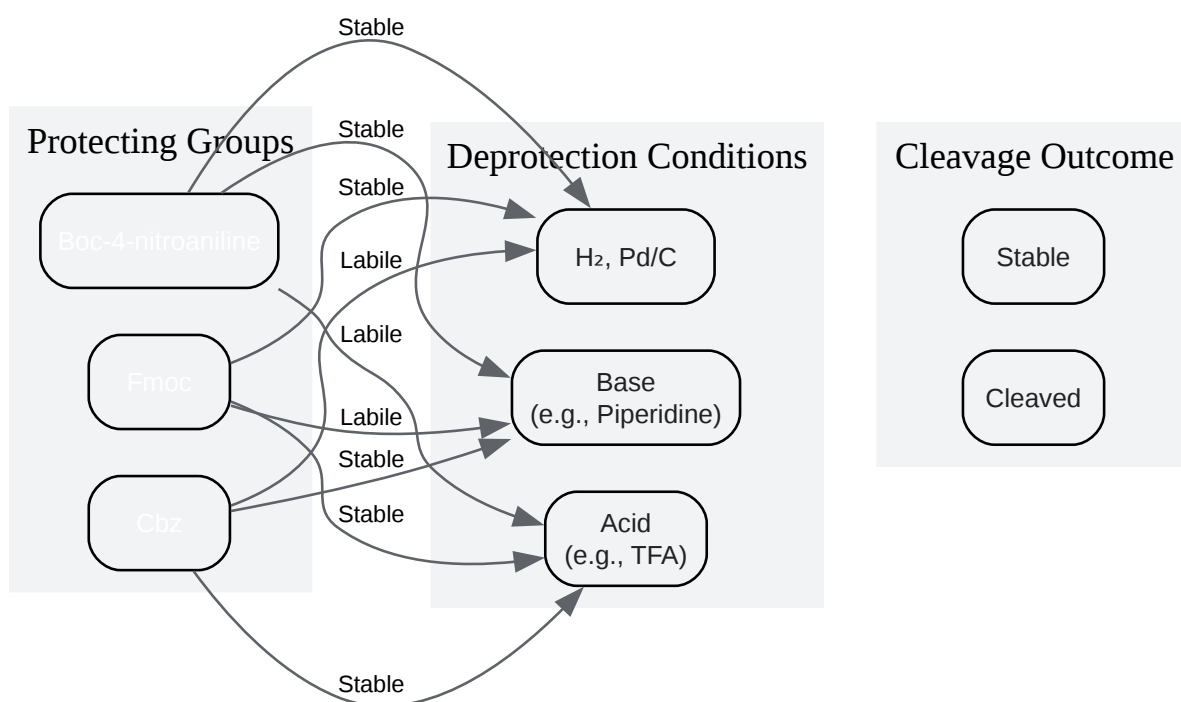 Stable
Protecting Groups
Stable
Deprotection Conditions
Cleavage Outcome
Stable
Boc-4-nitroaniline
Labile
H₂, Pd/C
Stable
Labile
Fmoc
Base
(e.g., Piperidine)
Cleaved
Labile
Stable
Cbz
Stable
Acid
(e.g., TFA)
Stable